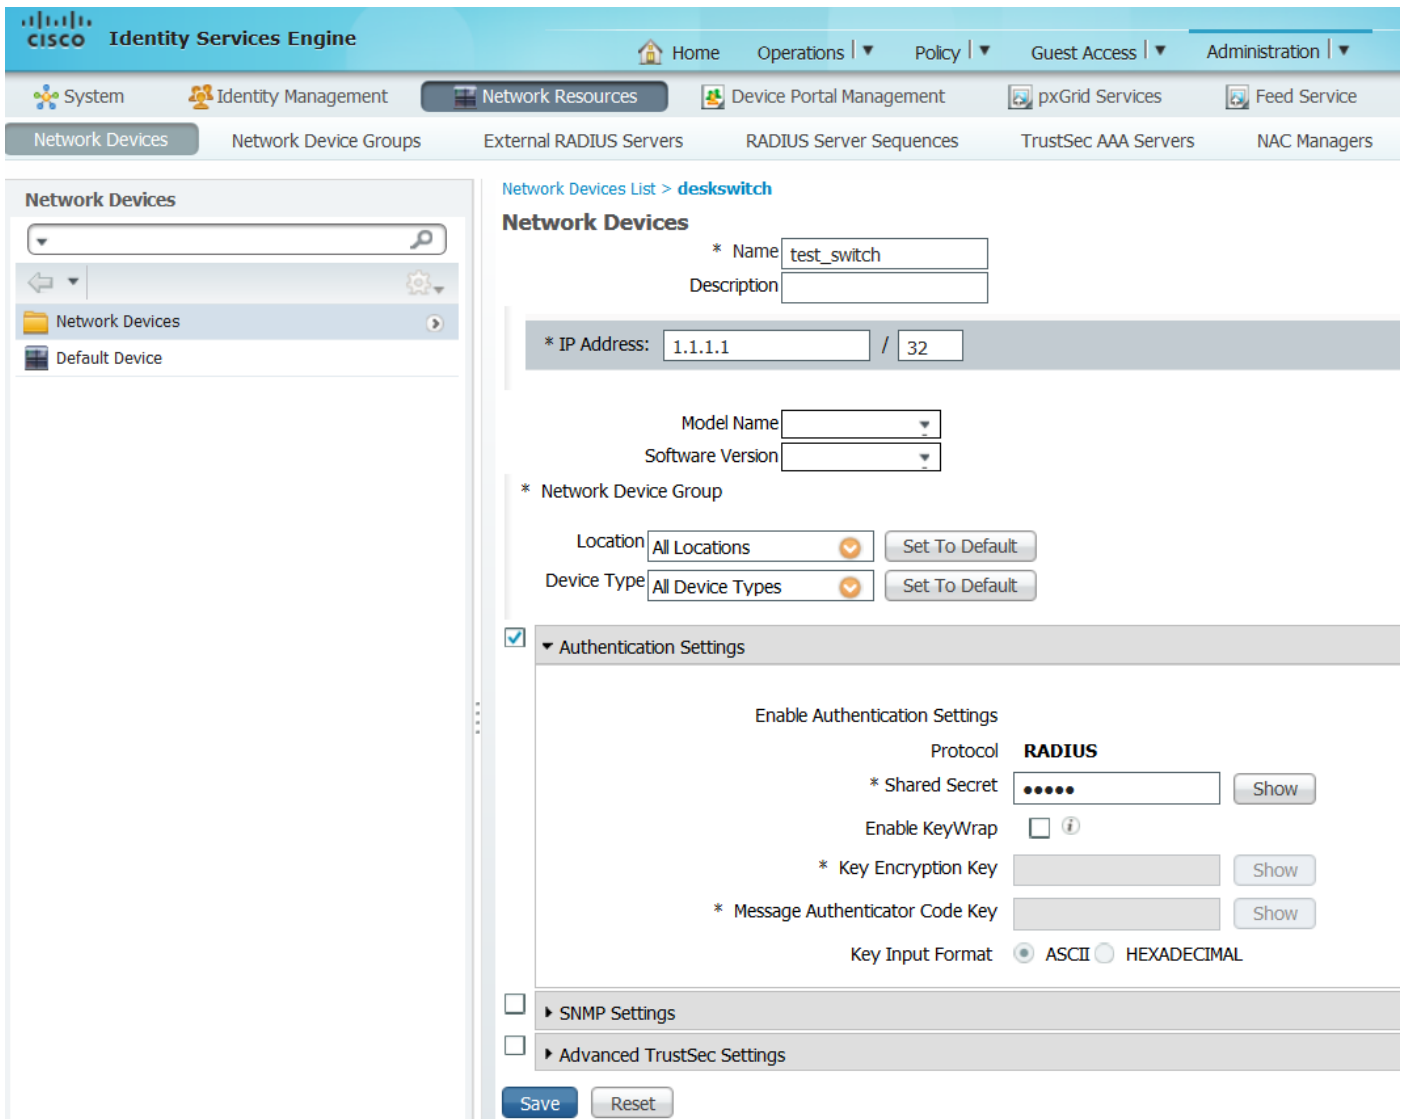 CISCO Identity Services Engine
Home Operations Policy Guest Access Administration
System Identity Management Network Resources Device Portal Management pxGrid Services Feed Service
Network Devices Network Device Groups External RADIUS Servers RADIUS Server Sequences TrustSec AAA Servers NAC Managers
Network Devices
Network Devices
Default Device
Network Devices List > deskswitch
Network Devices
* Name test_switch
Description
* IP Address: 1.1.1.1 / 32
Model Name
Software Version
* Network Device Group
Location All Locations Set To Default
Device Type All Device Types Set To Default
Authentication Settings
Enable Authentication Settings
Protocol RADIUS
* Shared Secret ••••• Show
Enable KeyWrap i
* Key Encryption Key Show
* Message Authenticator Code Key Show
Key Input Format ASCII HEXADECIMAL
SNMP Settings
Advanced TrustSec Settings
Save Reset